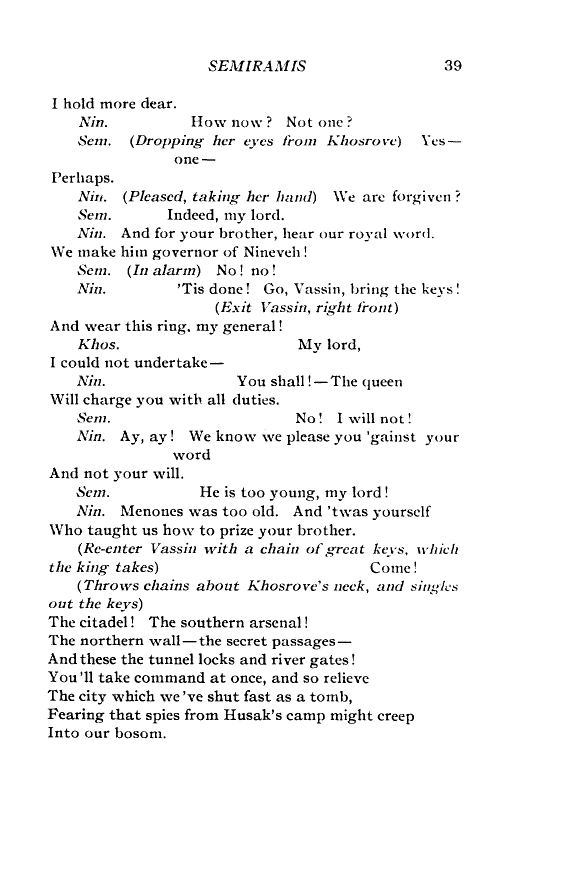 SEMIRAMIS 39
I hold more dear.
Nin. How now? Not one?
Sem. (Dropping her eyes from Khosrove) Yes—
one—
Perhaps.
Nin. (Pleased, taking her hand) We are forgiven?
Sem. Indeed, my lord.
Nin. And for your brother, hear our royal word.
We make him governor of Nineveh!
Sem. (In alarm) No! no!
Nin. 'Tis done! Go, Vassin, bring the keys!
(Exit Vassin, right front)
And wear this ring, my general!
Khos. My lord,
I could not undertake—
Nin. You shall!—The queen
Will charge you with all duties.
Sem. No! I will not!
Nin. Ay, ay! We know we please you 'gainst your
word
And not your will.
Sem. He is too young, my lord!
Nin. Menones was too old. And 'twas yourself
Who taught us how to prize your brother.
(Re-enter Vassin with a chain of great keys, which
the king takes) Come!
(Throws chains about Khosrove's neck, and singles
out the keys)
The citadel! The southern arsenal!
The northern wall—the secret passages—
And these the tunnel locks and river gates!
You'll take command at once, and so relieve
The city which we've shut fast as a tomb,
Fearing that spies from Husak's camp might creep
Into our bosom.